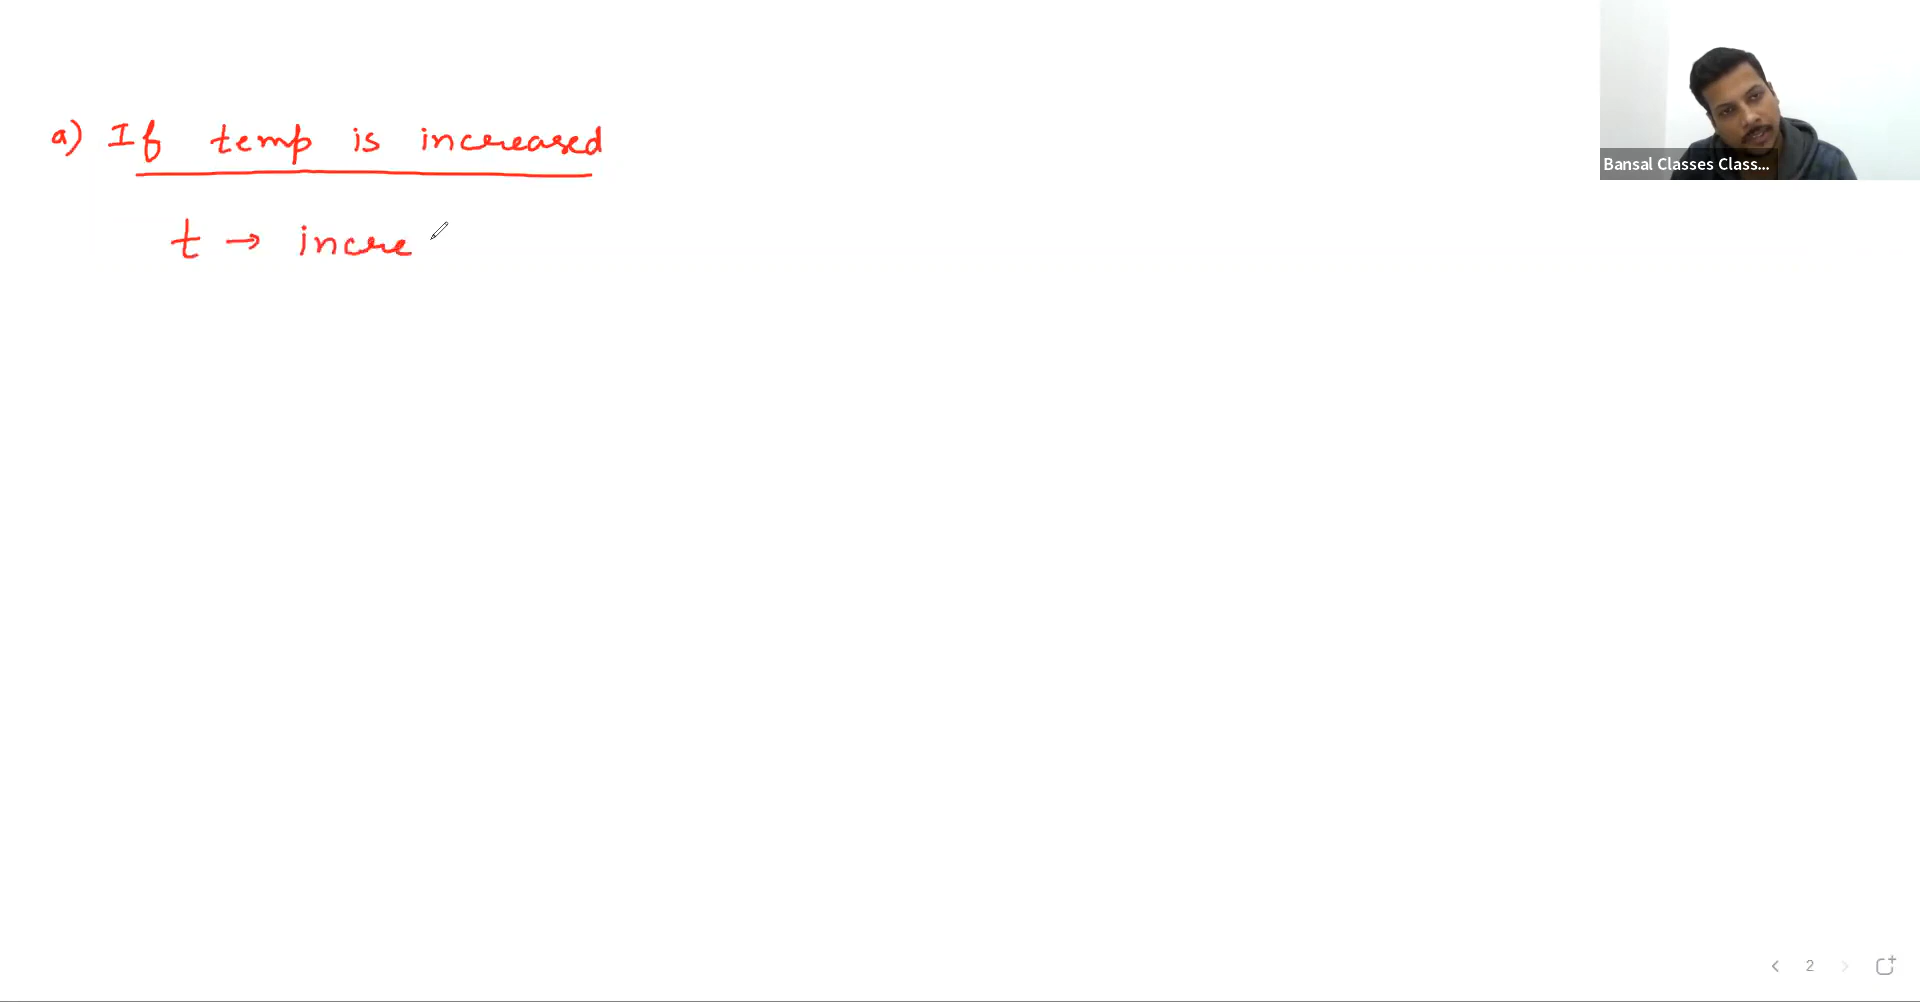 a) If temp is increased
t → incre
Bansal Classes Class...
2